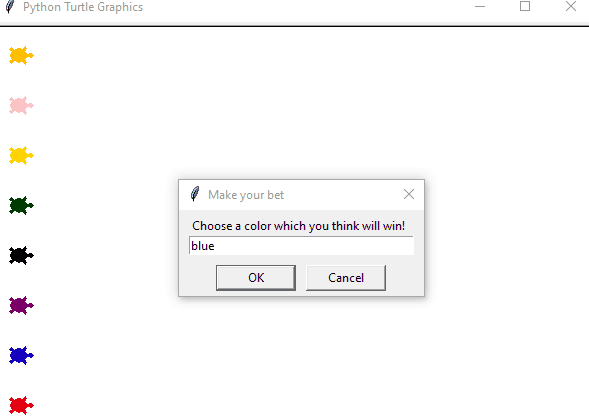 Python Turtle Graphics
Make your bet
Choose a color which you think will win!
blue
OK
Cancel